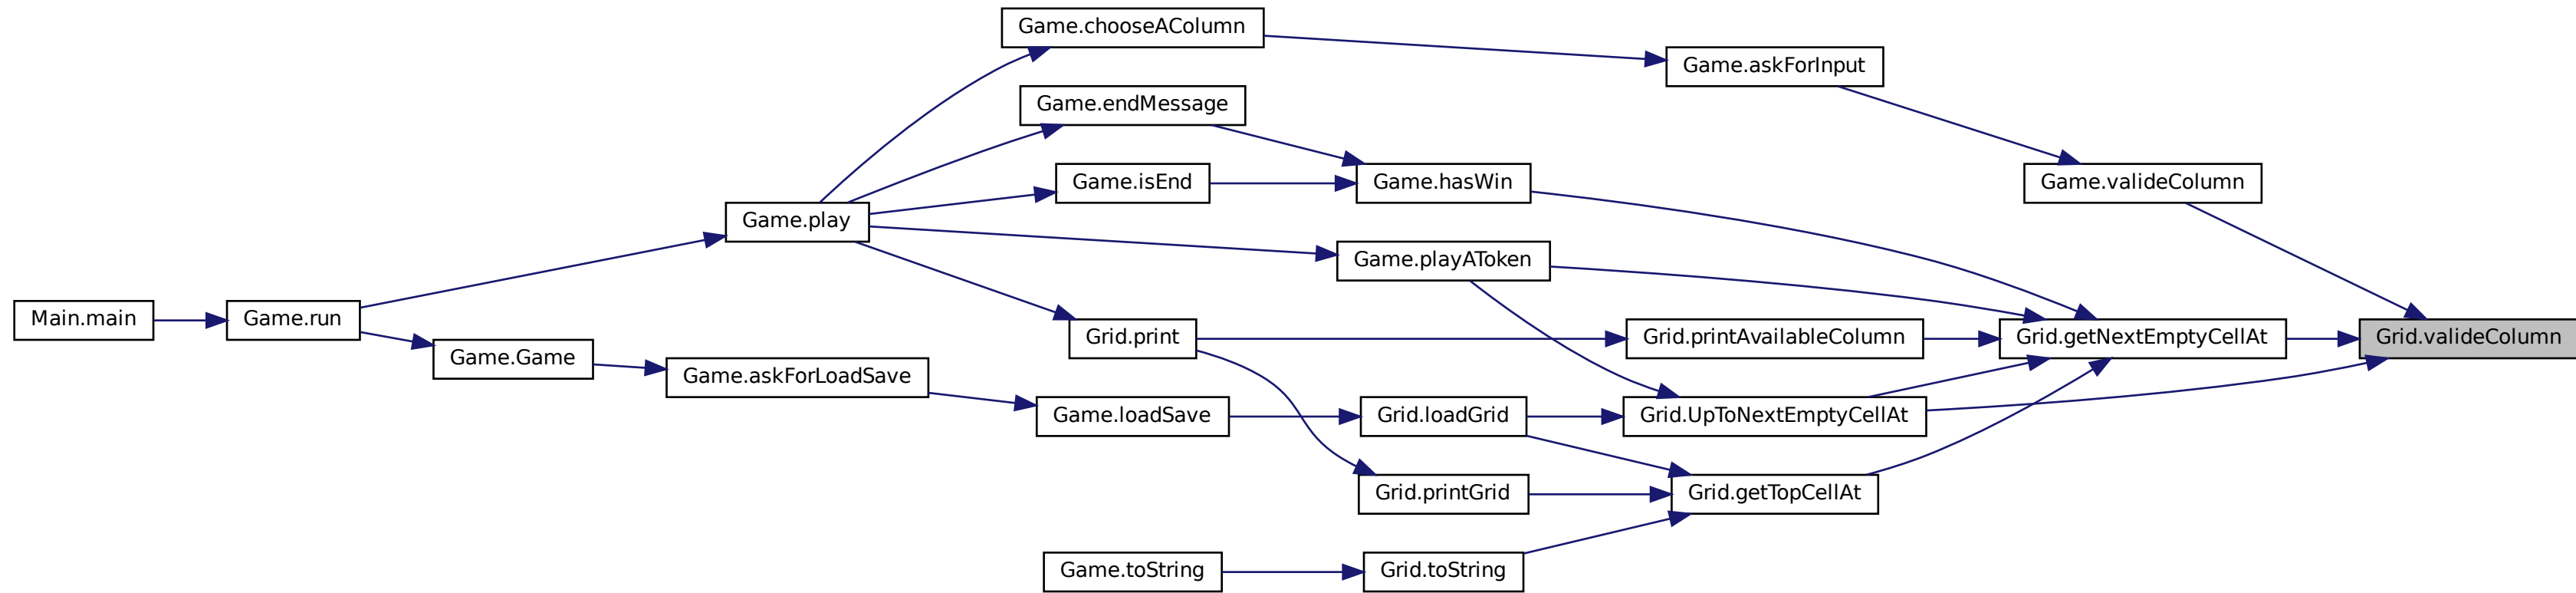 Game.chooseAColumn
Game.askForInput
Game.endMessage
Game.isEnd
Game.hasWin
Game.valideColumn
Game.play
Game.playAToken
Main.main
Game.run
Grid.print
Grid.printAvailableColumn
Grid.getNextEmptyCellAt
Grid.valideColumn
Game.Game
Game.askForLoadSave
Game.loadSave
Grid.loadGrid
Grid.UpToNextEmptyCellAt
Grid.printGrid
Grid.getTopCellAt
Game.toString
Grid.toString